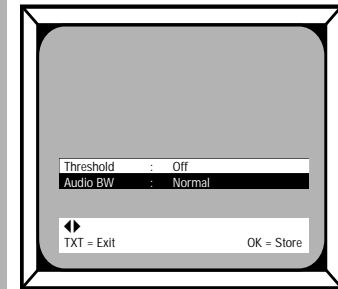 Threshold : Off
Audio BW : Normal
TXT = Exit OK = Store